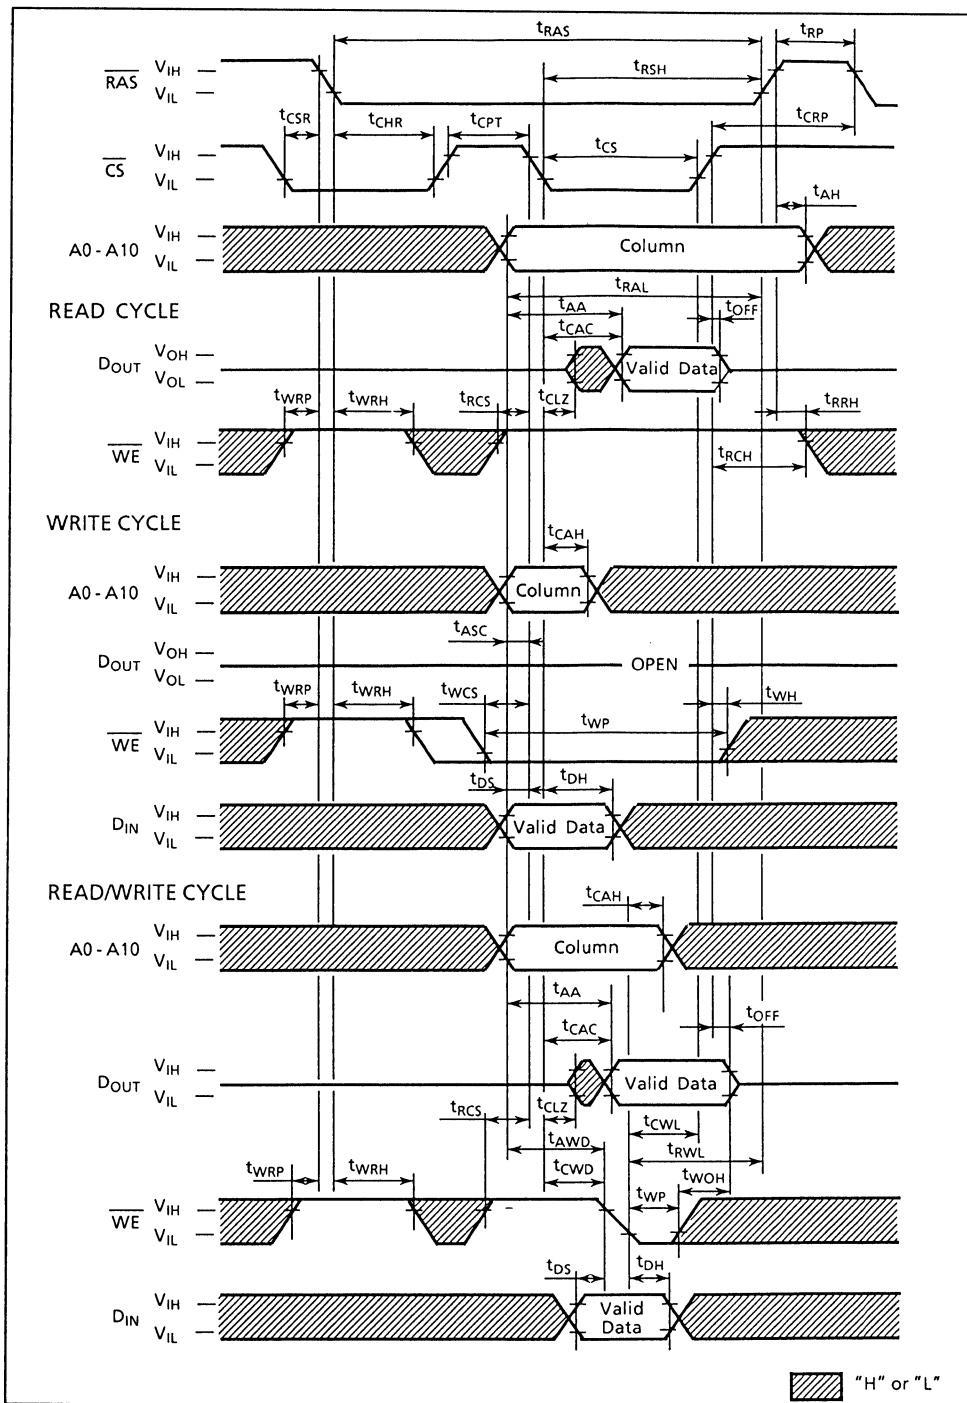 tRAS tRP
RAS VIH VIL tRSH
tCSR tCHR tCPT tCRP
CS VIH VIL tCS
tAH
A0 - A10 VIH VIL Column
tRAL
READ CYCLE tAA tOFF
tCAC
DOUT VOH VOL Valid Data
tWRP tWRH tRCS tCLZ tRRH
WE VIH VIL tRCH
WRITE CYCLE
tCAH
A0 - A10 VIH VIL Column
tASC
DOUT VOH VOL OPEN
tWRP tWRH tWCS tWH
WE VIH VIL tWP
tDS tDH
DIN VIH VIL Valid Data
READ/WRITE CYCLE
tCAH
A0 - A10 VIH VIL Column
tAA tOFF
tCAC
DOUT VIH VIL Valid Data
tRCS tCLZ tCWL
tAWD tRWL
tWRP tWRH tCWD tWP tWOH
WE VIH VIL
tDS tDH
DIN VIH VIL Valid Data
"H" or "L"